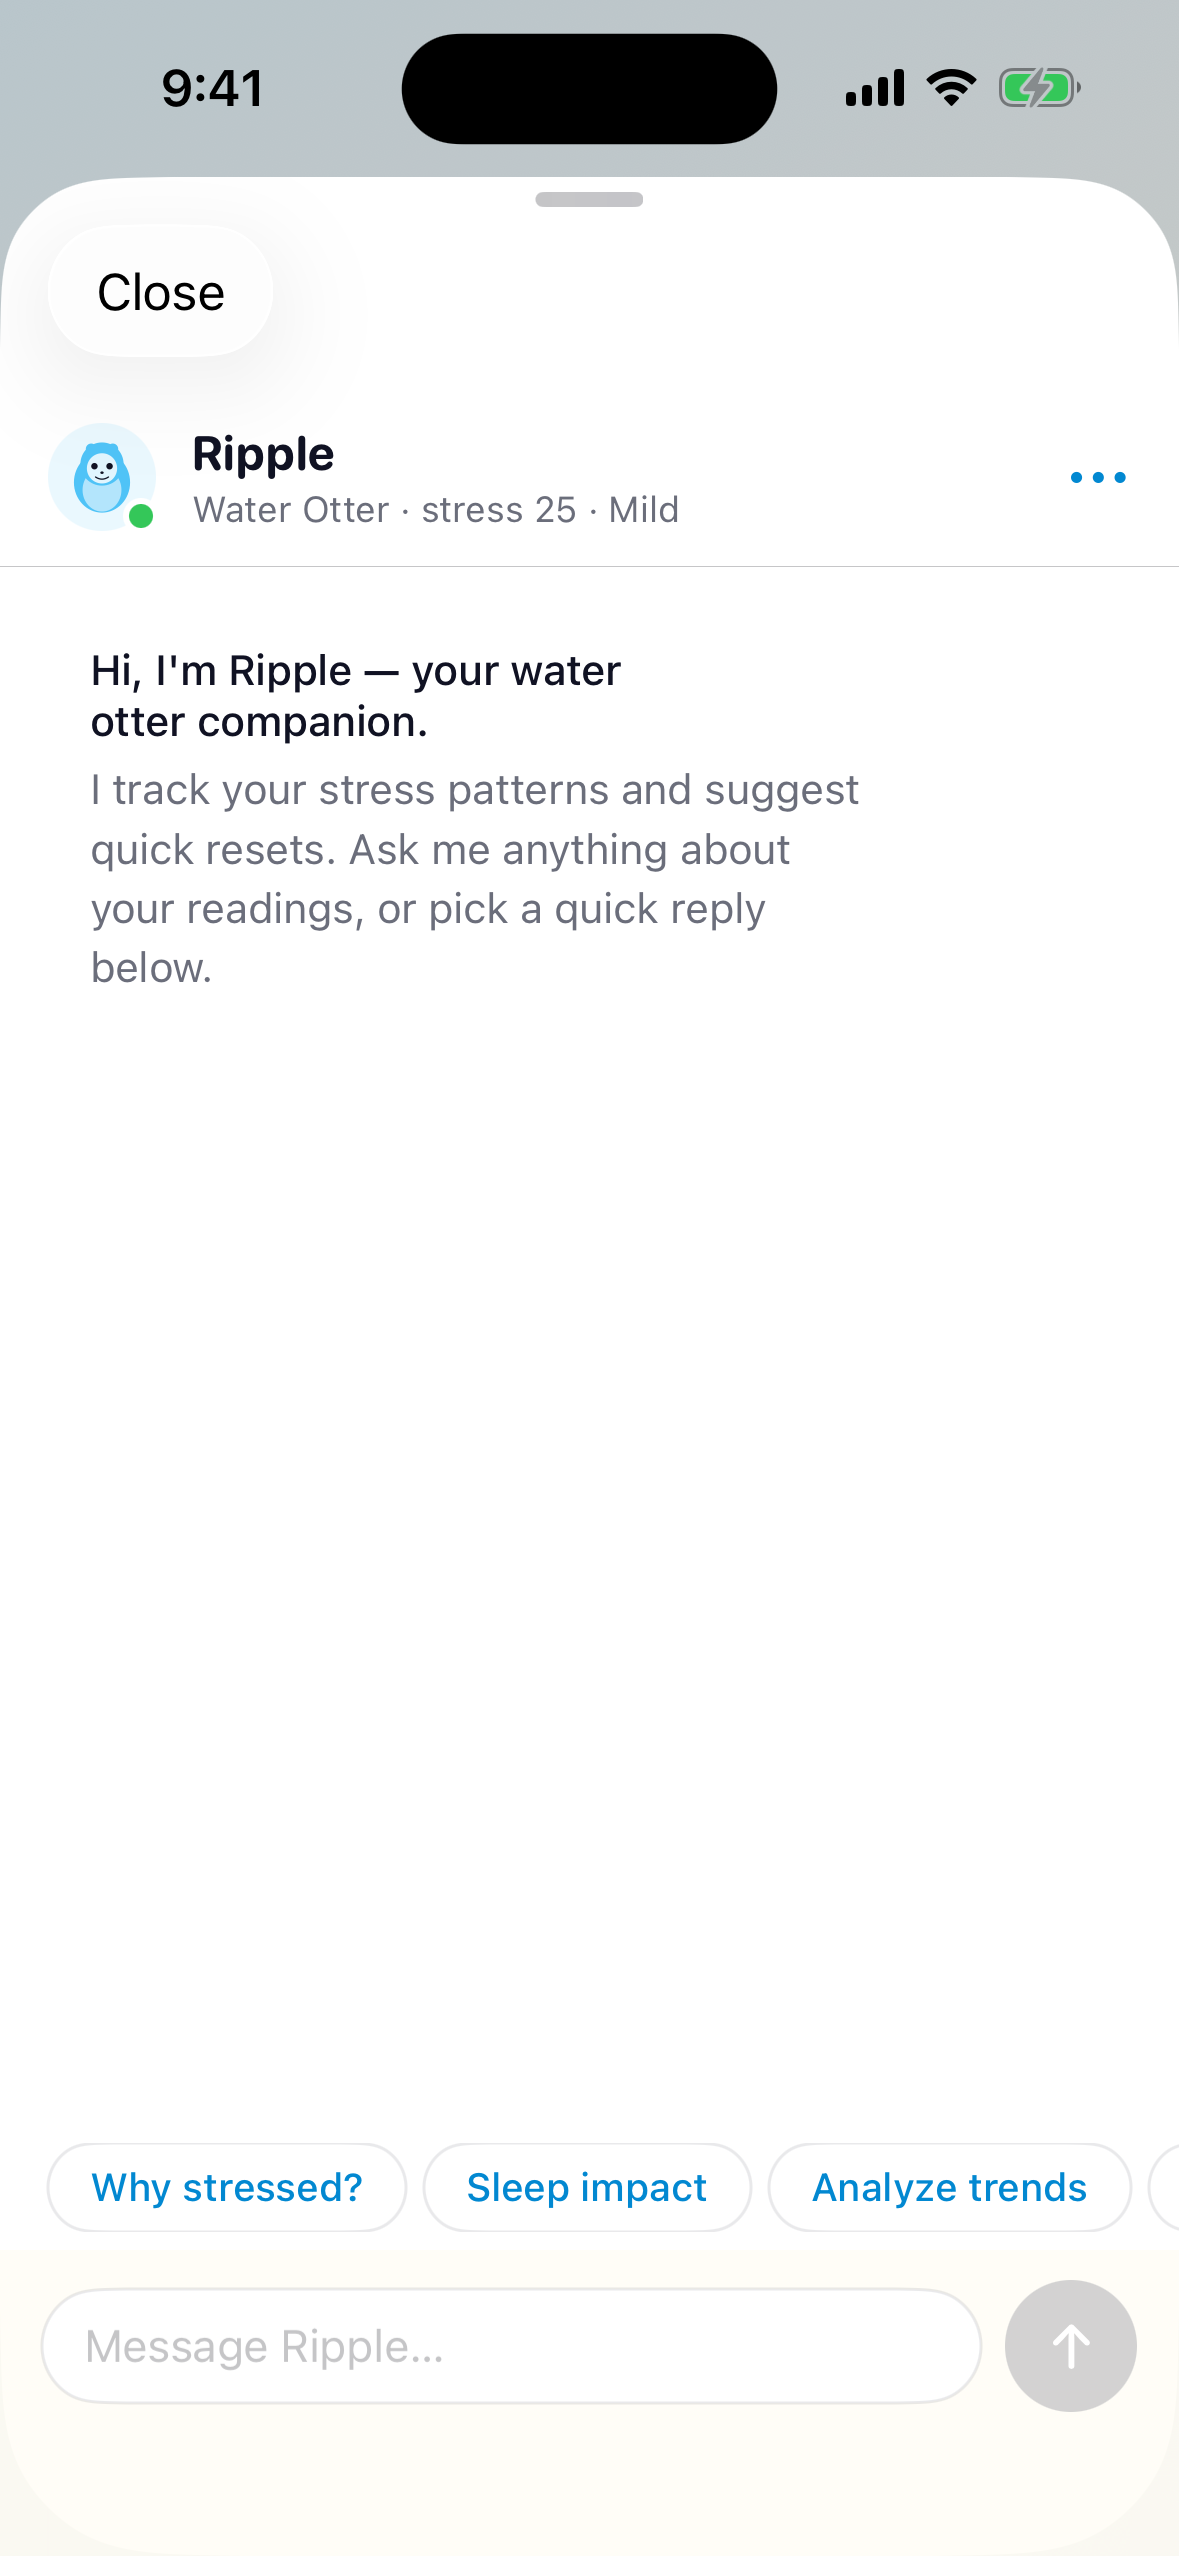 9:41
Close
Ripple
Water Otter · stress 25 · Mild
Hi, I'm Ripple — your water
otter companion.
I track your stress patterns and suggest
quick resets. Ask me anything about
your readings, or pick a quick reply
below.
Why stressed?
Sleep impact
Analyze trends
Message Ripple...